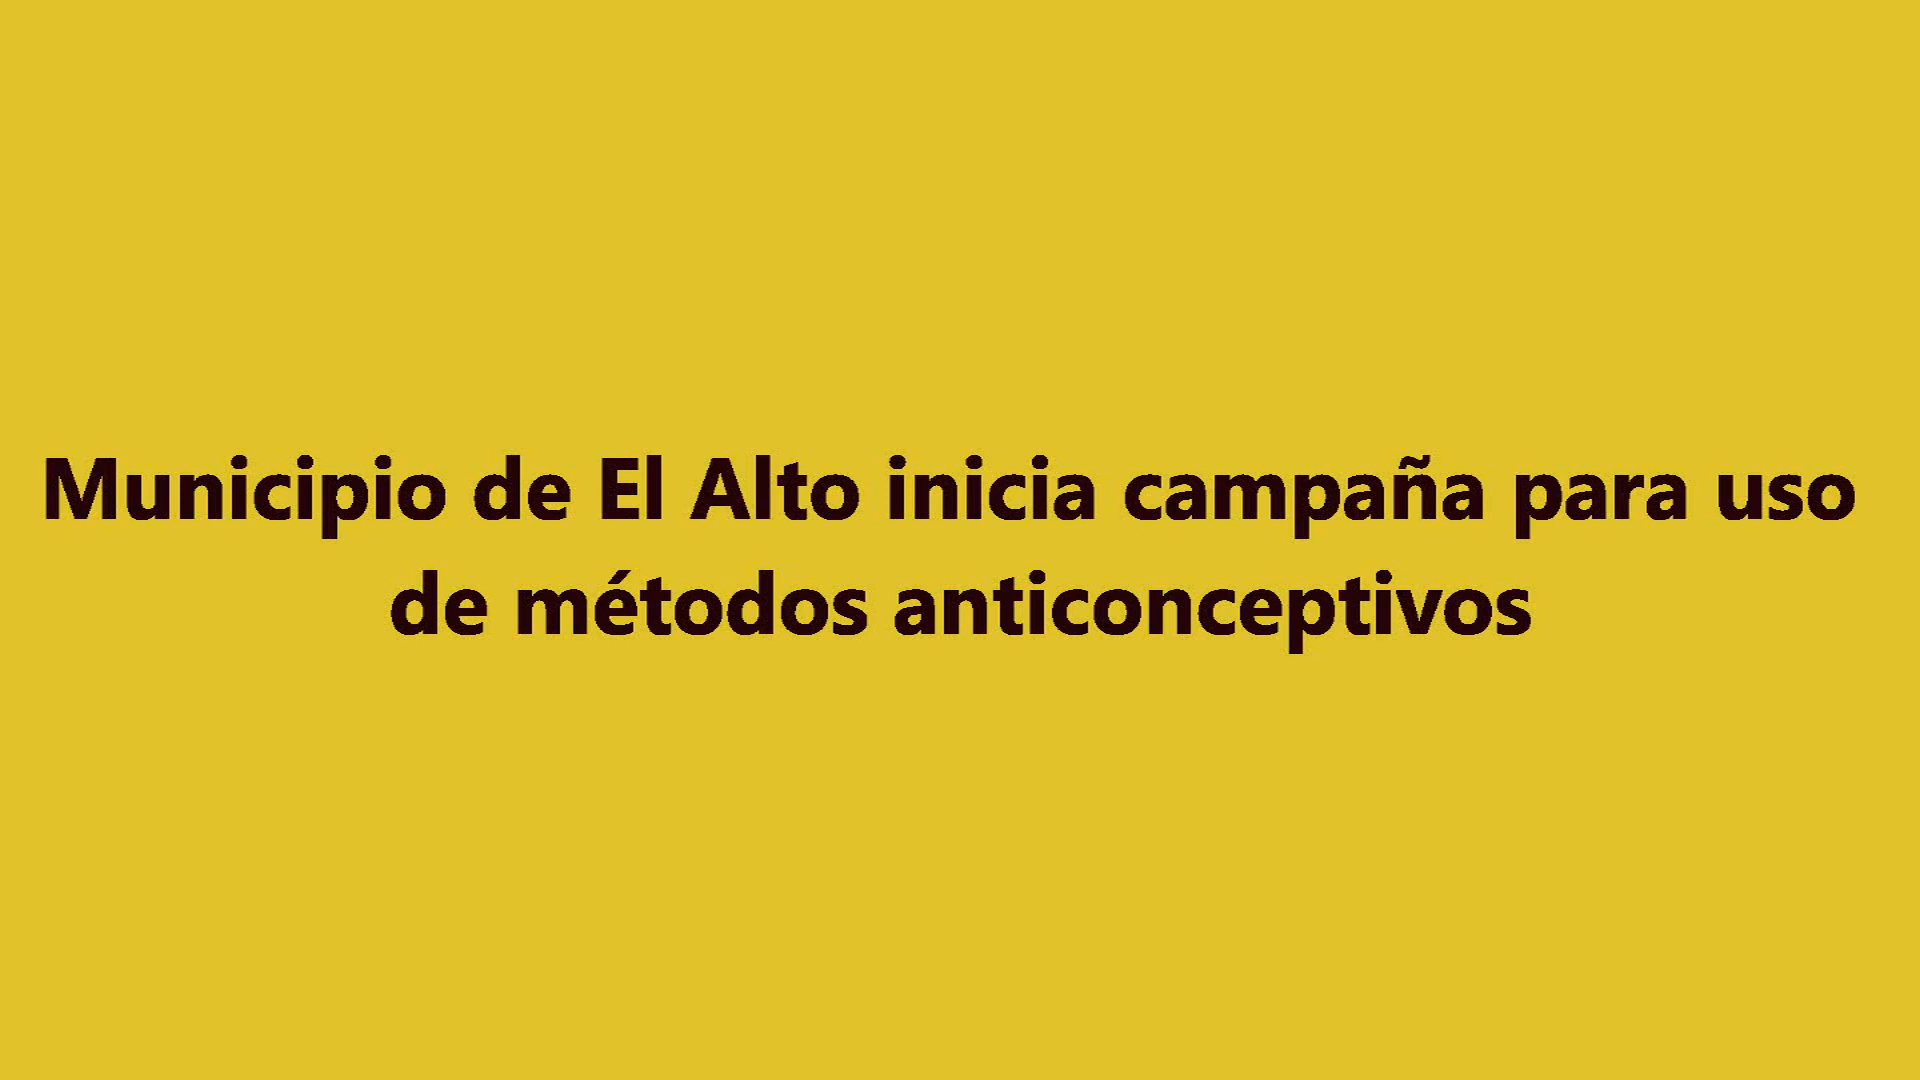 Municipio de El Alto inicia campaña para uso
de métodos anticonceptivos